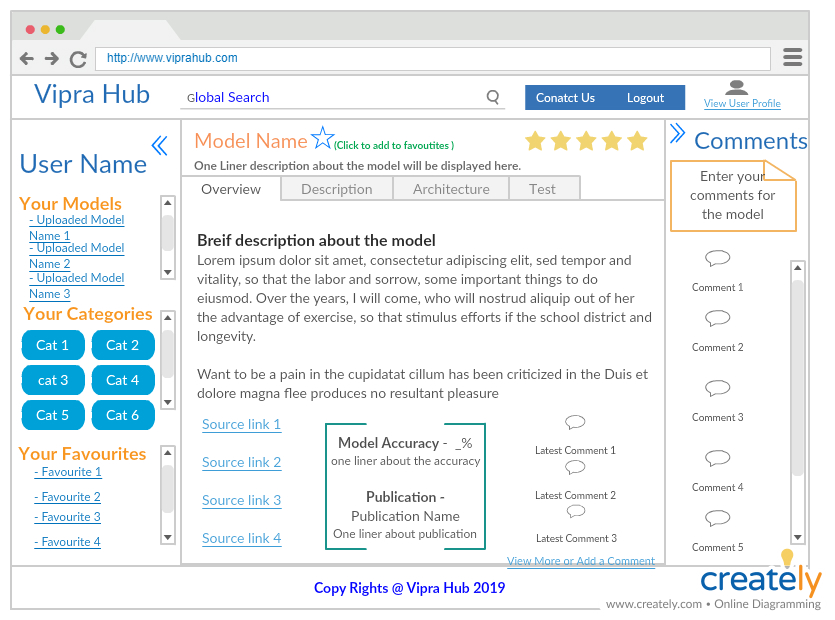 http://www.viprahub.com
Vipra Hub
Global Search
Conatct Us
Logout
View User Profile
User Name
Your Models
- Uploaded Model
Name 1
- Uploaded Model
Name 2
- Uploaded Model
Name 3
Your Categories
Cat 1
Cat 2
cat 3
Cat 4
Cat 5
Cat 6
Your Favourites
- Favourite 1
- Favourite 2
- Favourite 3
- Favourite 4
Model Name
(Click to add to favoutites )
One Liner description about the model will be displayed here.
Overview
Description
Architecture
Test
Breif description about the model
Lorem ipsum dolor sit amet, consectetur adipiscing elit, sed tempor and
vitality, so that the labor and sorrow, some important things to do
eiusmod. Over the years, I will come, who will nostrud aliquip out of her
the advantage of exercise, so that stimulus efforts if the school district and
longevity.
Want to be a pain in the cupidatat cillum has been criticized in the Duis et
dolore magna flee produces no resultant pleasure
Source link 1
Source link 2
Source link 3
Source link 4
Model Accuracy - _%
one liner about the accuracy
Publication -
Publication Name
One liner about publication
Latest Comment 1
Latest Comment 2
Latest Comment 3
View More or Add a Comment
Comments
Enter your
comments for
the model
Comment 1
Comment 2
Comment 3
Comment 4
Comment 5
Copy Rights @ Vipra Hub 2019
creately
www.creately.com • Online Diagramming